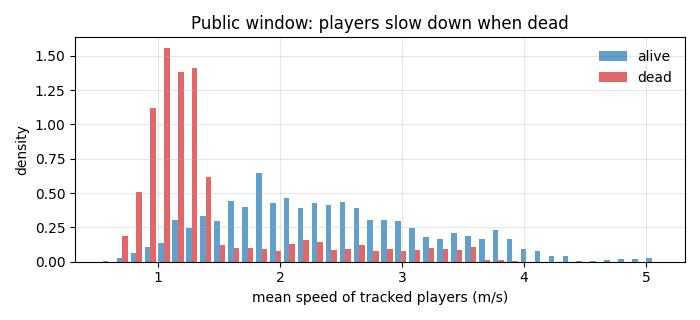 Public window: players slow down when dead
alive
dead
density
1.50
1.25
1.00
0.75
0.50
0.25
0.00
1 2 3 4 5
mean speed of tracked players (m/s)